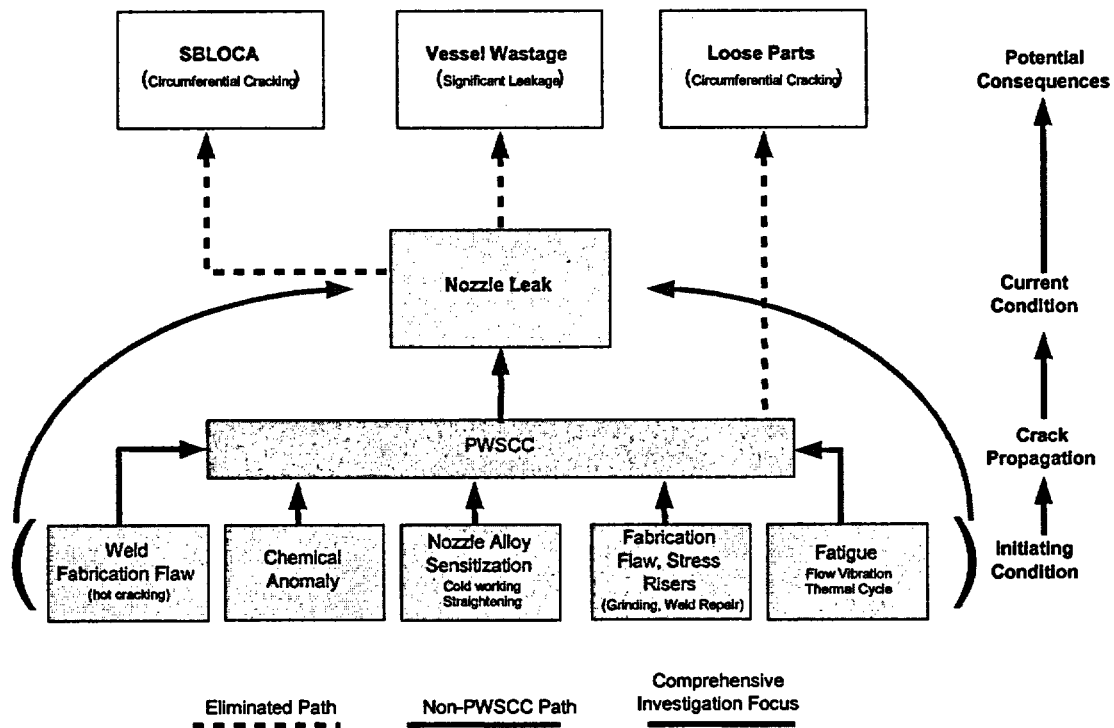 SBLOCA
(Circumferential Cracking)
Vessel Wastage
(Significant Leakage)
Loose Parts
(Circumferential Cracking)
Potential
Consequences
Nozzle Leak
Current
Condition
PWSCC
Crack
Propagation
Weld
Fabrication Flaw
(hot cracking)
Chemical
Anomaly
Nozzle Alloy
Sensitization
Cold working
Straightening
Fabrication
Flaw, Stress
Risers
(Grinding, Weld Repair)
Fatigue
Flow Vibration
Thermal Cycle
Initiating
Condition
Eliminated Path
Non-PWSCC Path
Comprehensive
Investigation Focus